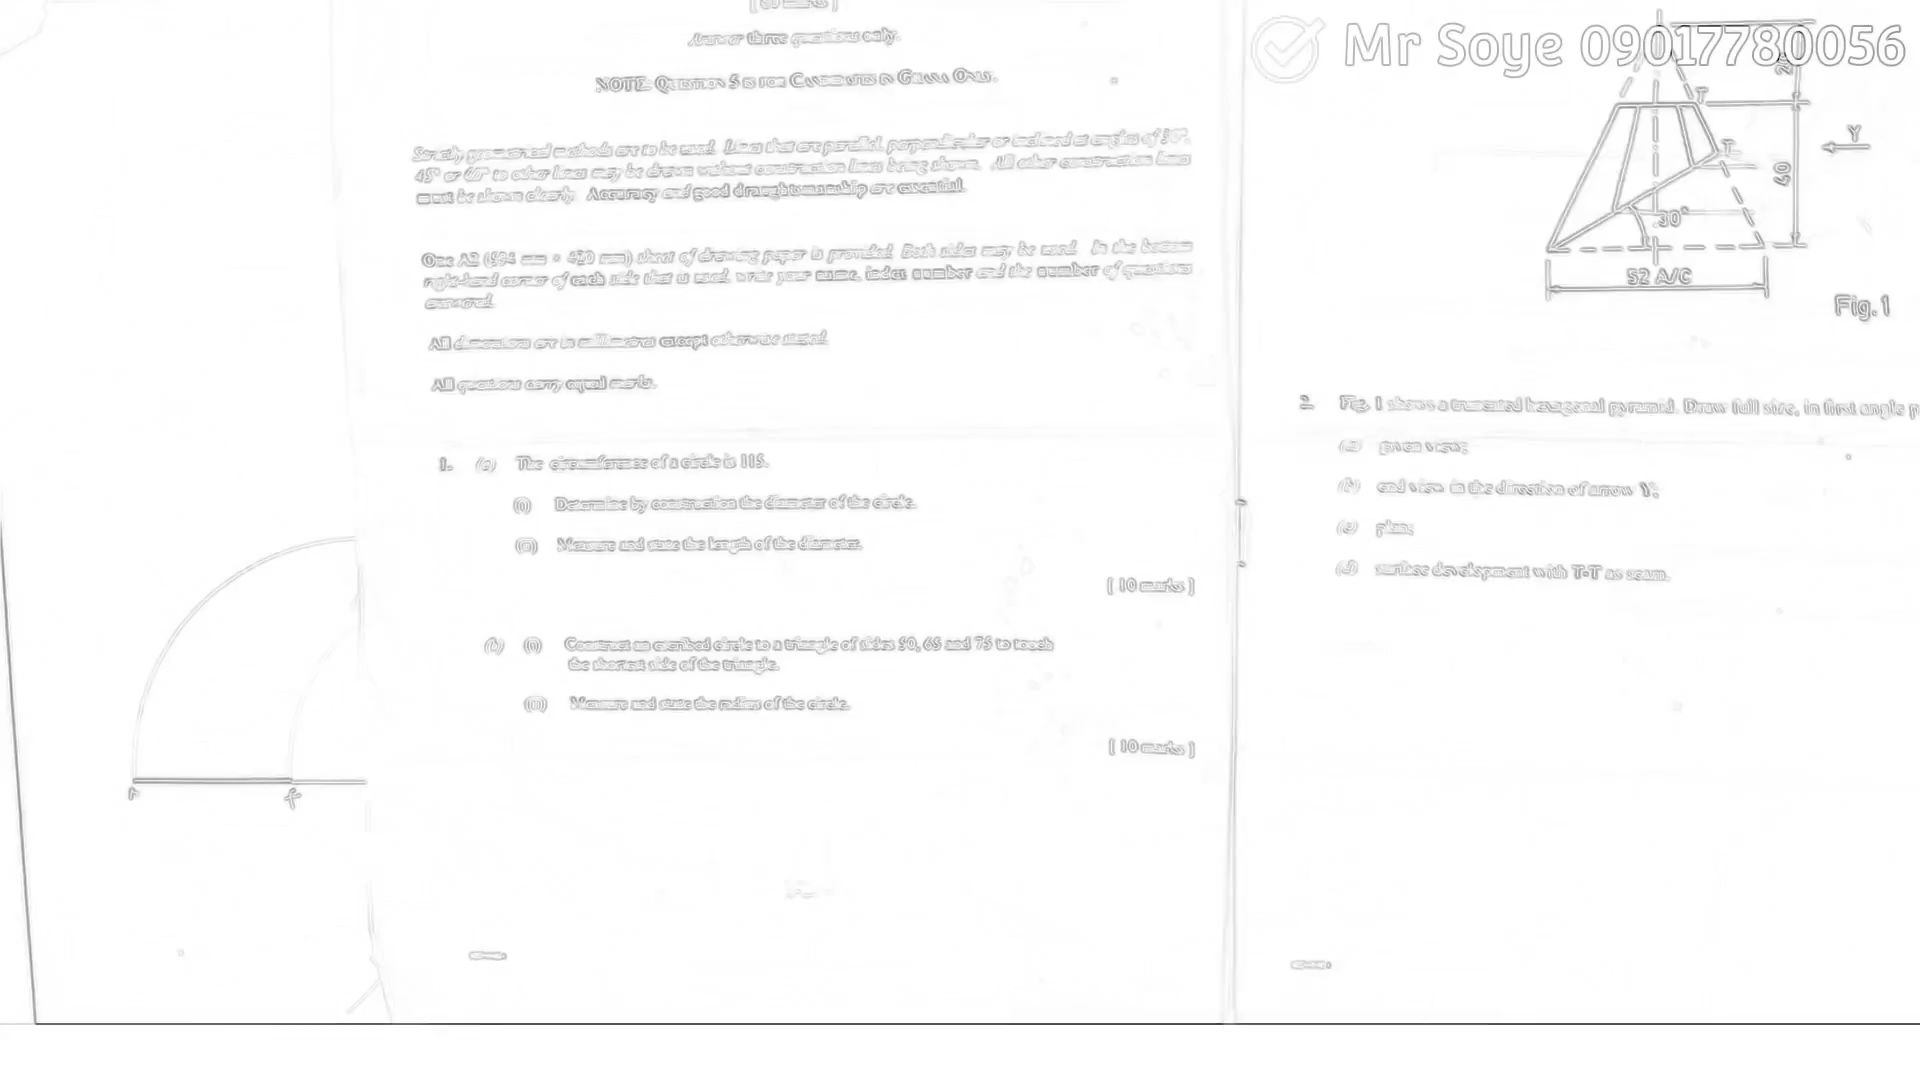 [ 60 marks ]
Answer three questions only.
NOTE: QUESTION 5 IS FOR CANDIDATES IN GHANA ONLY.
Strictly geometrical methods are to be used. Lines that are parallel, perpendicular or inclined at angles of 30°,
45° or 60° to other lines may be drawn without construction lines being shown. All other construction lines
must be shown clearly. Accuracy and good draughtsmanship are essential.
One A2 (594 mm × 420 mm) sheet of drawing paper is provided. Both sides may be used. In the bottom
right-hand corner of each side that is used, write your name, index number and the number of questions
answered.
All dimensions are in millimetres except otherwise stated.
All questions carry equal marks.
1. (a) The circumference of a circle is 115.
(i) Determine by construction the diameter of the circle.
(ii) Measure and state the length of the diameter.
[ 10 marks ]
(b) (i) Construct an escribed circle to a triangle of sides 50, 65 and 75 to touch
the shortest side of the triangle.
(ii) Measure and state the radius of the circle.
[ 10 marks ]
f
Mr Soye 09017780056
T
T
Y
40
30°
52 A/C
Fig. 1
2. Fig. 1 shows a truncated hexagonal pyramid. Draw full size, in first angle p
(a) given view;
(b) end view in the direction of arrow Y;
(c) plan;
(d) surface development with T-T as seam.